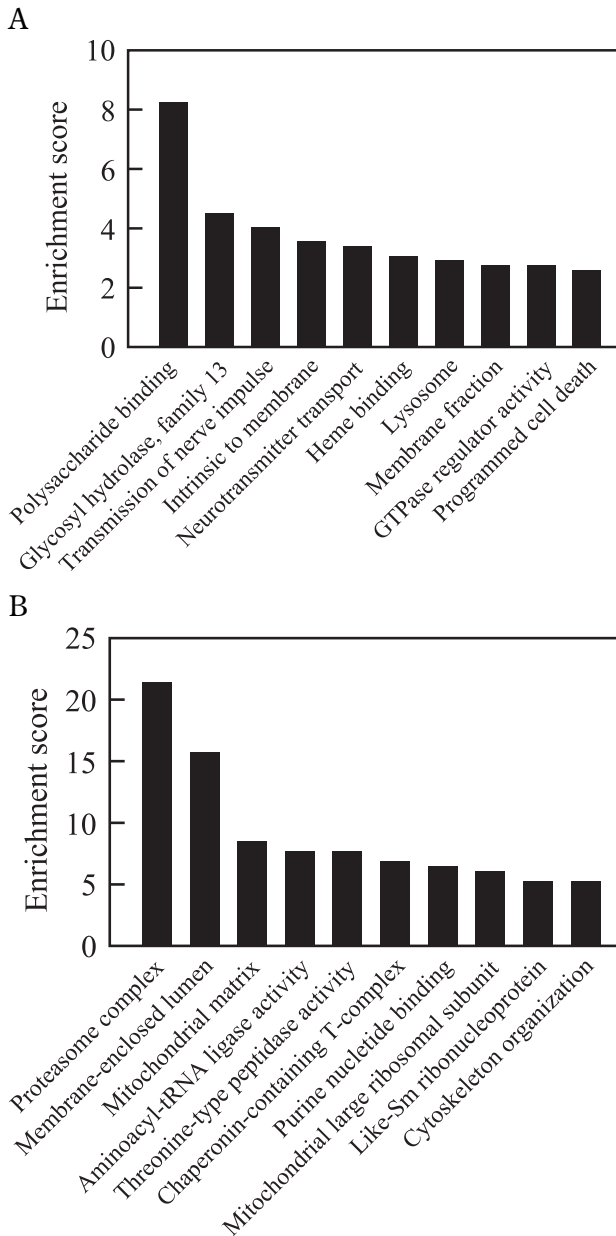 A
10
8
6
4
2
0
Enrichment score
Polysaccharide binding
Glycosyl hydrolase, family 13
Transmission of nerve impulse
Intrinsic to membrane
Neurotransmitter transport
Heme binding
Lysosome
Membrane fraction
GTPase regulator activity
Programmed cell death
B
25
20
15
10
5
0
Enrichment score
Proteasome complex
Membrane-enclosed lumen
Mitochondrial matrix
Aminoacyl-tRNA ligase activity
Threonine-type peptidase activity
Chaperonin-containing T-complex
Purine nucletide binding
Mitochondrial large ribosomal subunit
Like-Sm ribonucleoprotein
Cytoskeleton organization